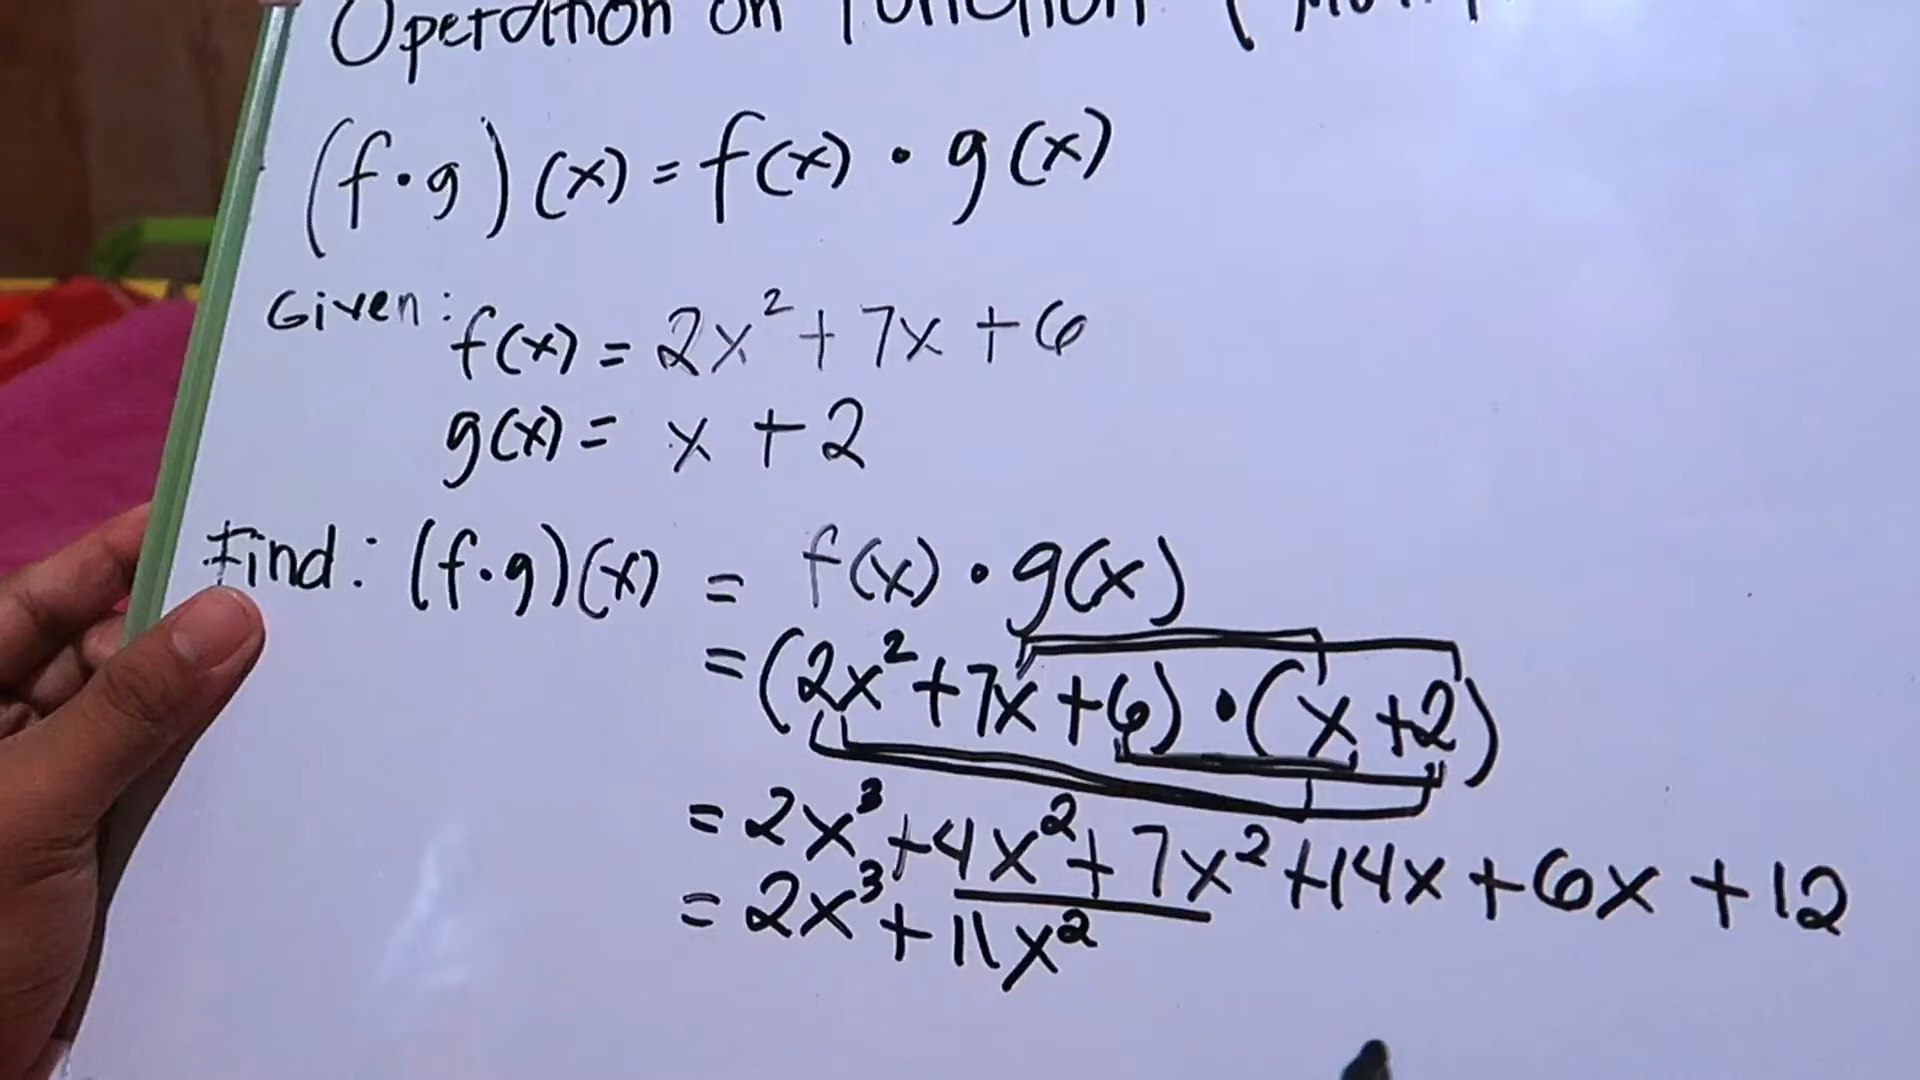 Operation on function (
(f·g)(x) = f(x) · g(x)
Given: f(x) = 2x² + 7x + 6
g(x) = x + 2
Find: (f·g)(x) = f(x) · g(x)
= (2x² + 7x + 6) · (x + 2)
= 2x³ + 4x² + 7x² + 14x + 6x + 12
= 2x³ + 11x²